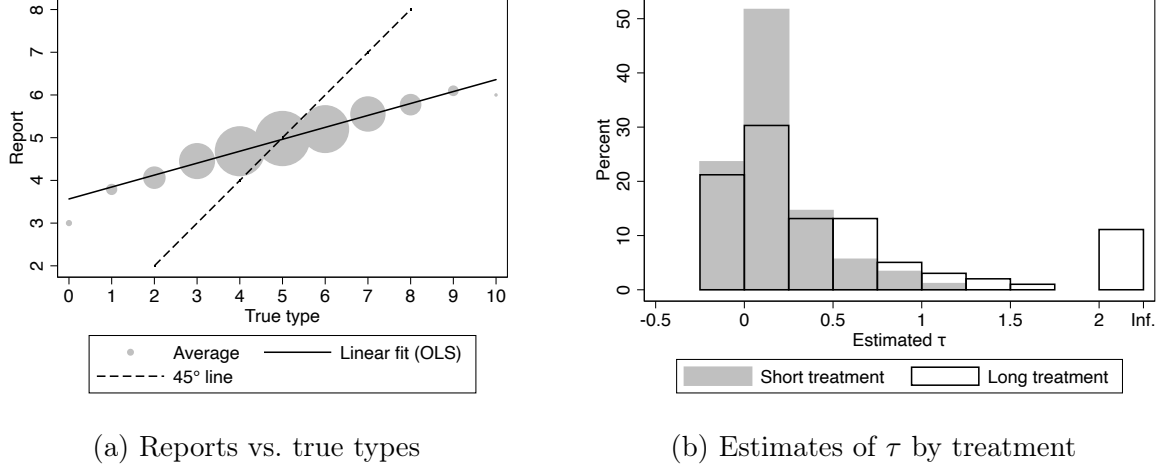 8
7
6
5
4
3
2
Report
0 1 2 3 4 5 6 7 8 9 10
True type
Average Linear fit (OLS)
45° line
(a) Reports vs. true types
50
40
30
20
10
0
Percent
-0.5 0 0.5 1 1.5 2 Inf.
Estimated τ
Short treatment Long treatment
(b) Estimates of τ by treatment